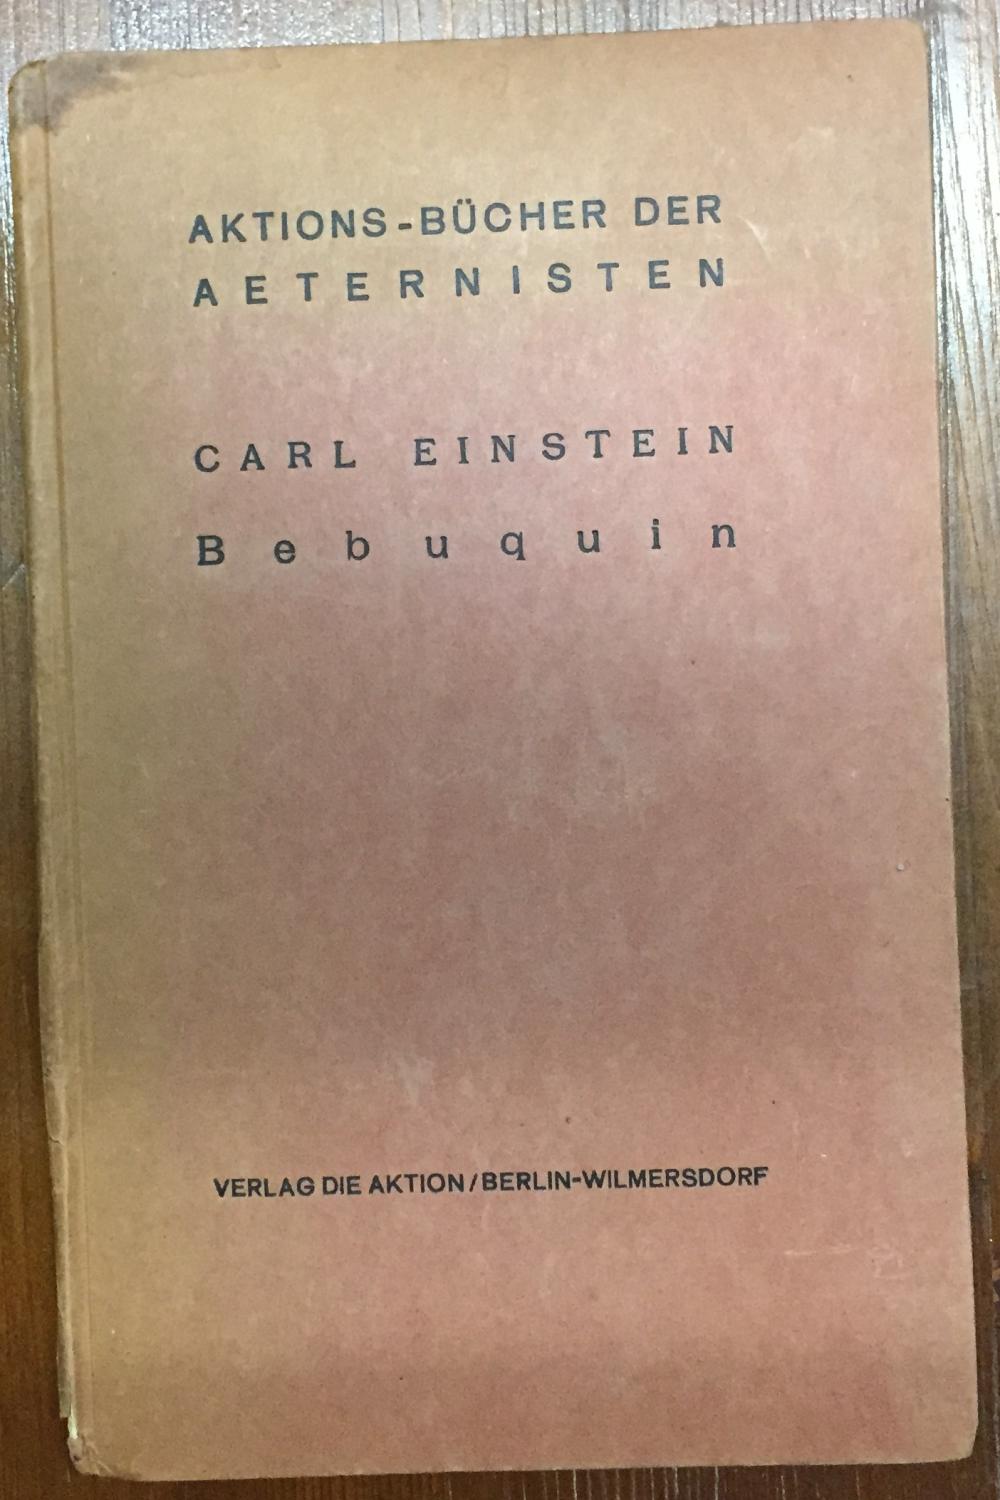 AKTIONS-BÜCHER DER
AETERNISTEN
CARL EINSTEIN
Bebuquin
VERLAG DIE AKTION/BERLIN-WILMERSDORF